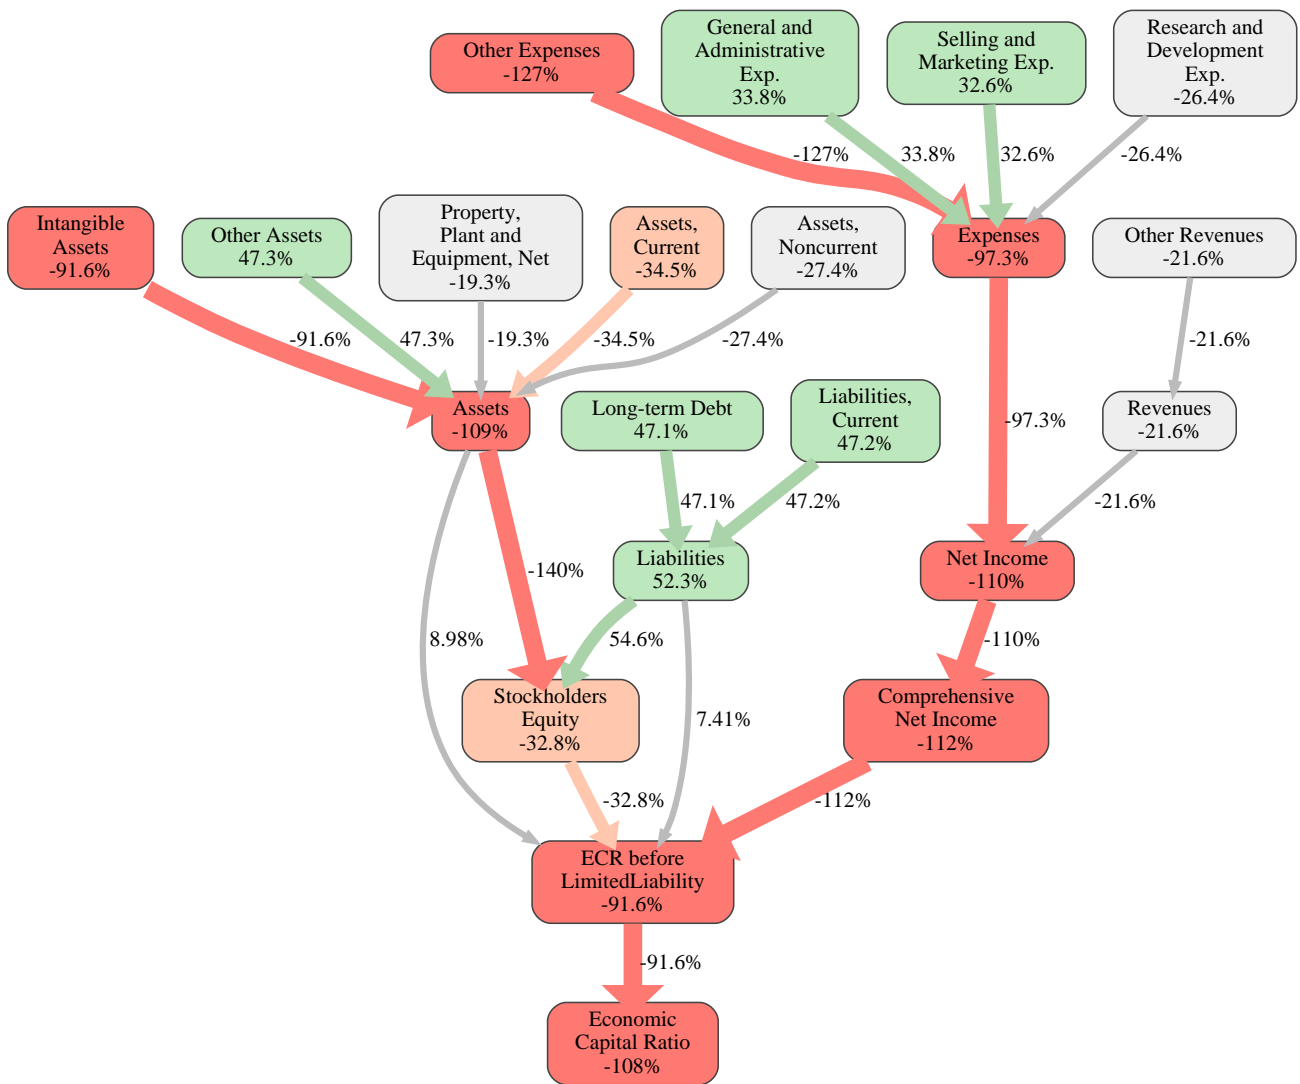 Other Expenses
-127%
General and
Administrative
Exp.
33.8%
Selling and
Marketing Exp.
32.6%
Research and
Development
Exp.
-26.4%
-127%
33.8%
32.6%
-26.4%
Intangible
Assets
-91.6%
Other Assets
47.3%
Property,
Plant and
Equipment, Net
-19.3%
Assets,
Current
-34.5%
Assets,
Noncurrent
-27.4%
Expenses
-97.3%
Other Revenues
-21.6%
-91.6%
47.3%
-19.3%
-34.5%
-27.4%
-21.6%
Assets
-109%
Long-term Debt
47.1%
Liabilities,
Current
47.2%
-97.3%
Revenues
-21.6%
47.1%
47.2%
-21.6%
-140%
Liabilities
52.3%
Net Income
-110%
8.98%
54.6%
-110%
Stockholders
Equity
-32.8%
7.41%
Comprehensive
Net Income
-112%
-32.8%
-112%
ECR before
LimitedLiability
-91.6%
-91.6%
Economic
Capital Ratio
-108%